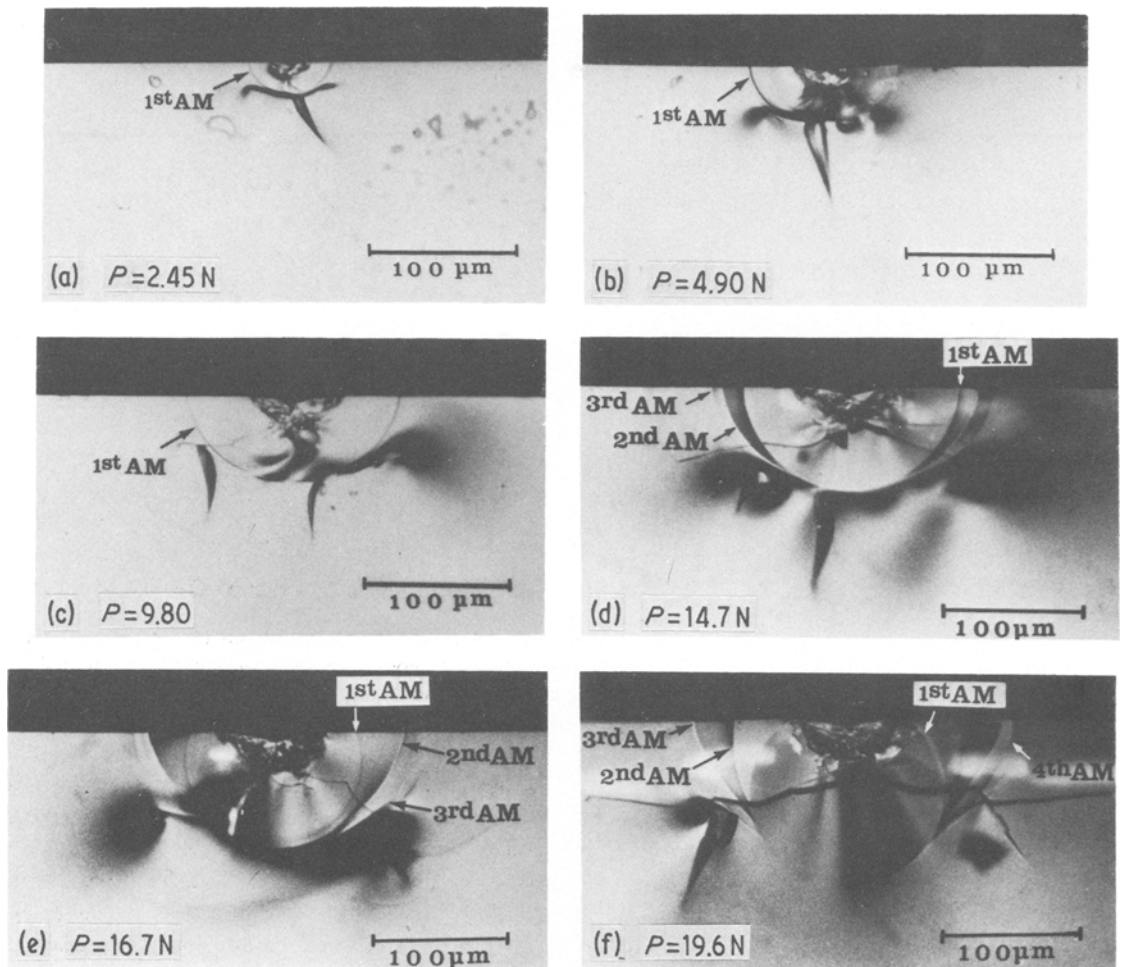 1st AM
100 µm
(a) P=2.45 N
1st AM
100 µm
(b) P=4.90 N
1st AM
100 µm
(c) P=9.80
1st AM
3rd AM
2nd AM
100µm
(d) P=14.7 N
1st AM
2nd AM
3rd AM
100µm
(e) P=16.7 N
1st AM
3rd AM
2nd AM
4th AM
100µm
(f) P=19.6 N